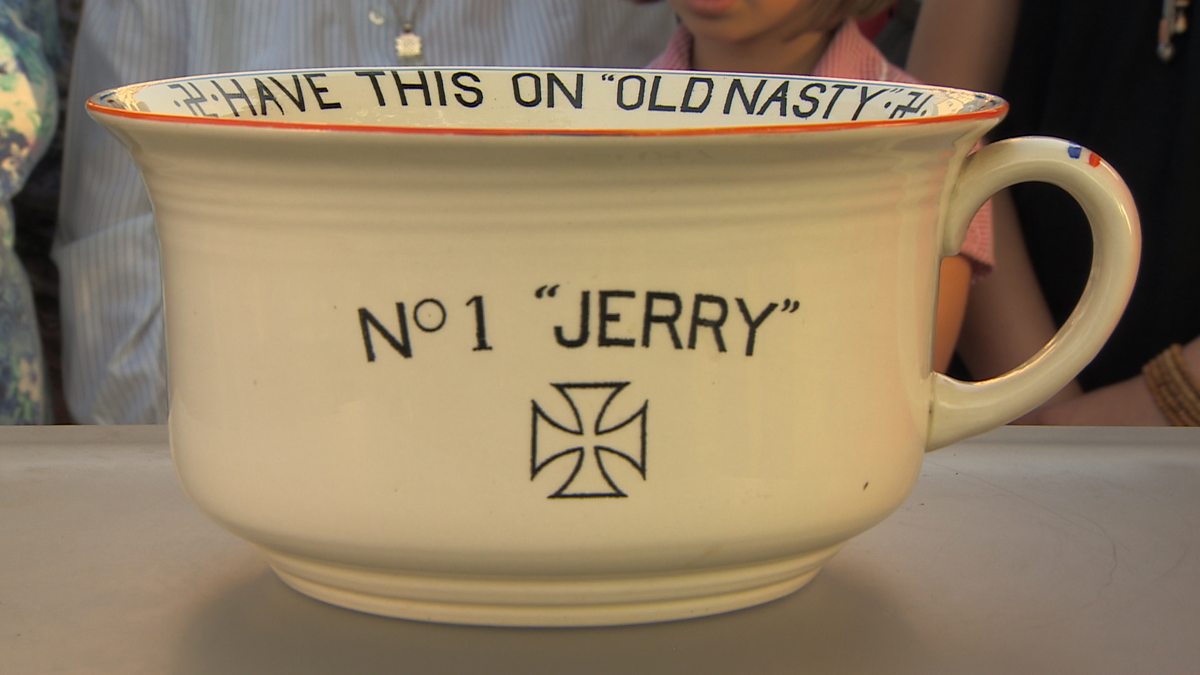 HAVE THIS ON "OLD NASTY"
Nº 1 "JERRY"